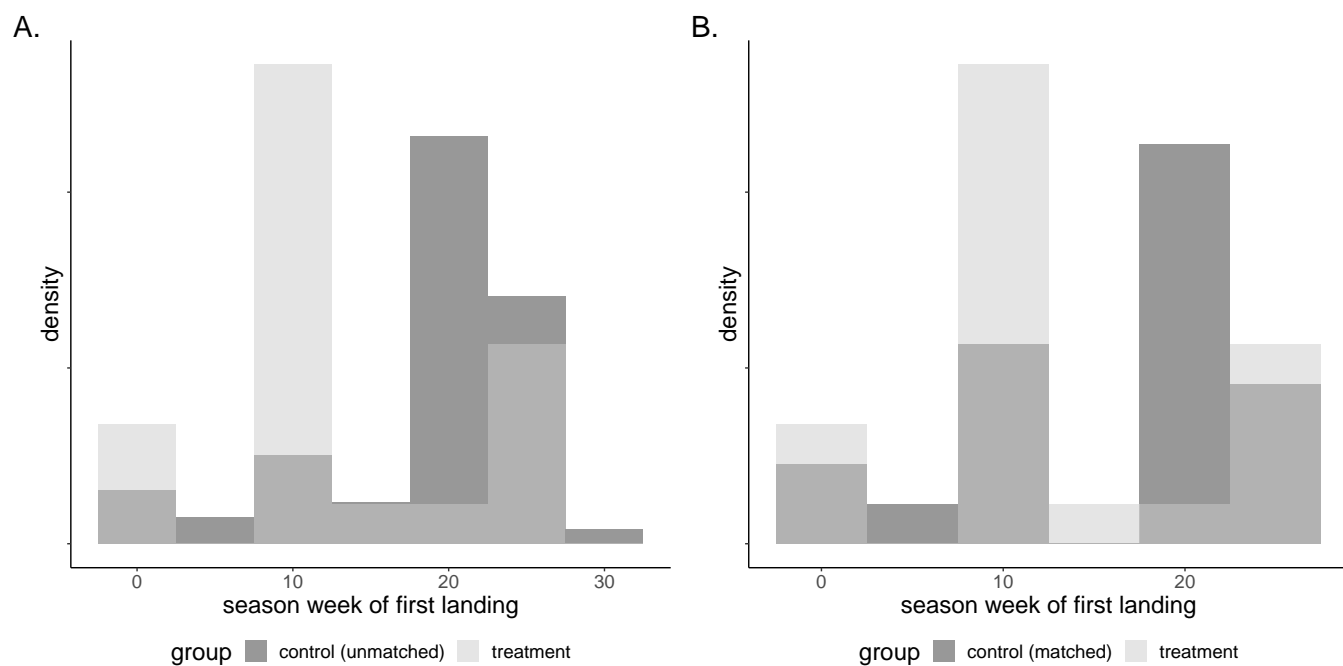 A.
density
0 10 20 30
season week of first landing
group control (unmatched) treatment
B.
density
0 10 20
season week of first landing
group control (matched) treatment